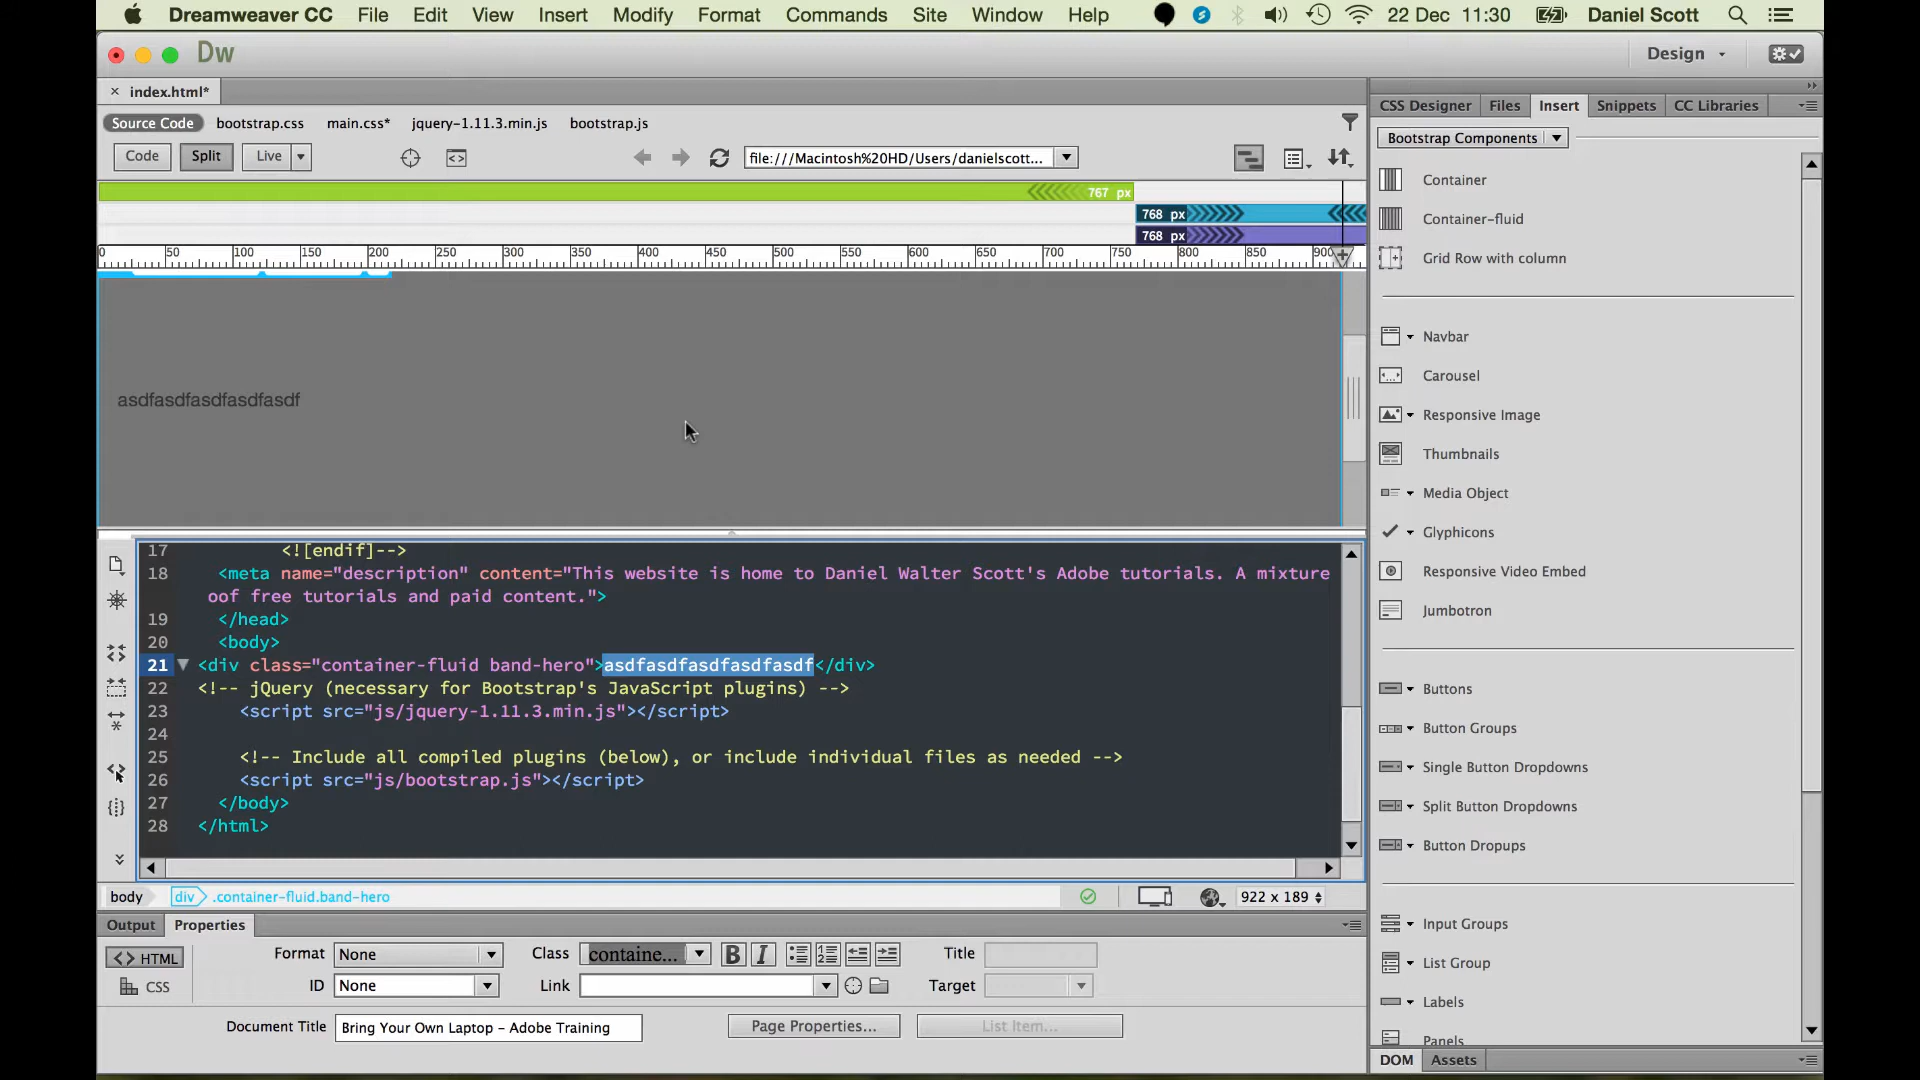 Dreamweaver CC File Edit View Insert Modify Format Commands Site Window Help 22 Dec 11:30 Daniel Scott
Dw Design
index.html*
Source Code bootstrap.css main.css* jquery-1.11.3.min.js bootstrap.js
Code Split Live file:///Macintosh%20HD/Users/danielscott...
767 px
768 px
768 px
0 50 100 150 200 250 300 350 400 450 500 550 600 650 700 750 800 850 900
asdfasdfasdfasdfasdf
17 <![endif]-->
18 <meta name="description" content="This website is home to Daniel Walter Scott's Adobe tutorials. A mixture
oof free tutorials and paid content.">
19 </head>
20 <body>
21 <div class="container-fluid band-hero">asdfasdfasdfasdfasdf</div>
22 <!-- jQuery (necessary for Bootstrap's JavaScript plugins) -->
23 <script src="js/jquery-1.11.3.min.js"></script>
24
25 <!-- Include all compiled plugins (below), or include individual files as needed -->
26 <script src="js/bootstrap.js"></script>
27 </body>
28 </html>
body div .container-fluid.band-hero 922 x 189
Output Properties
<> HTML Format None Class containe... B I Title
CSS ID None Link Target
Document Title Bring Your Own Laptop - Adobe Training Page Properties... List Item...
CSS Designer Files Insert Snippets CC Libraries
Bootstrap Components
Container
Container-fluid
Grid Row with column
Navbar
Carousel
Responsive Image
Thumbnails
Media Object
Glyphicons
Responsive Video Embed
Jumbotron
Buttons
Button Groups
Single Button Dropdowns
Split Button Dropdowns
Button Dropups
Input Groups
List Group
Labels
Panels
DOM Assets